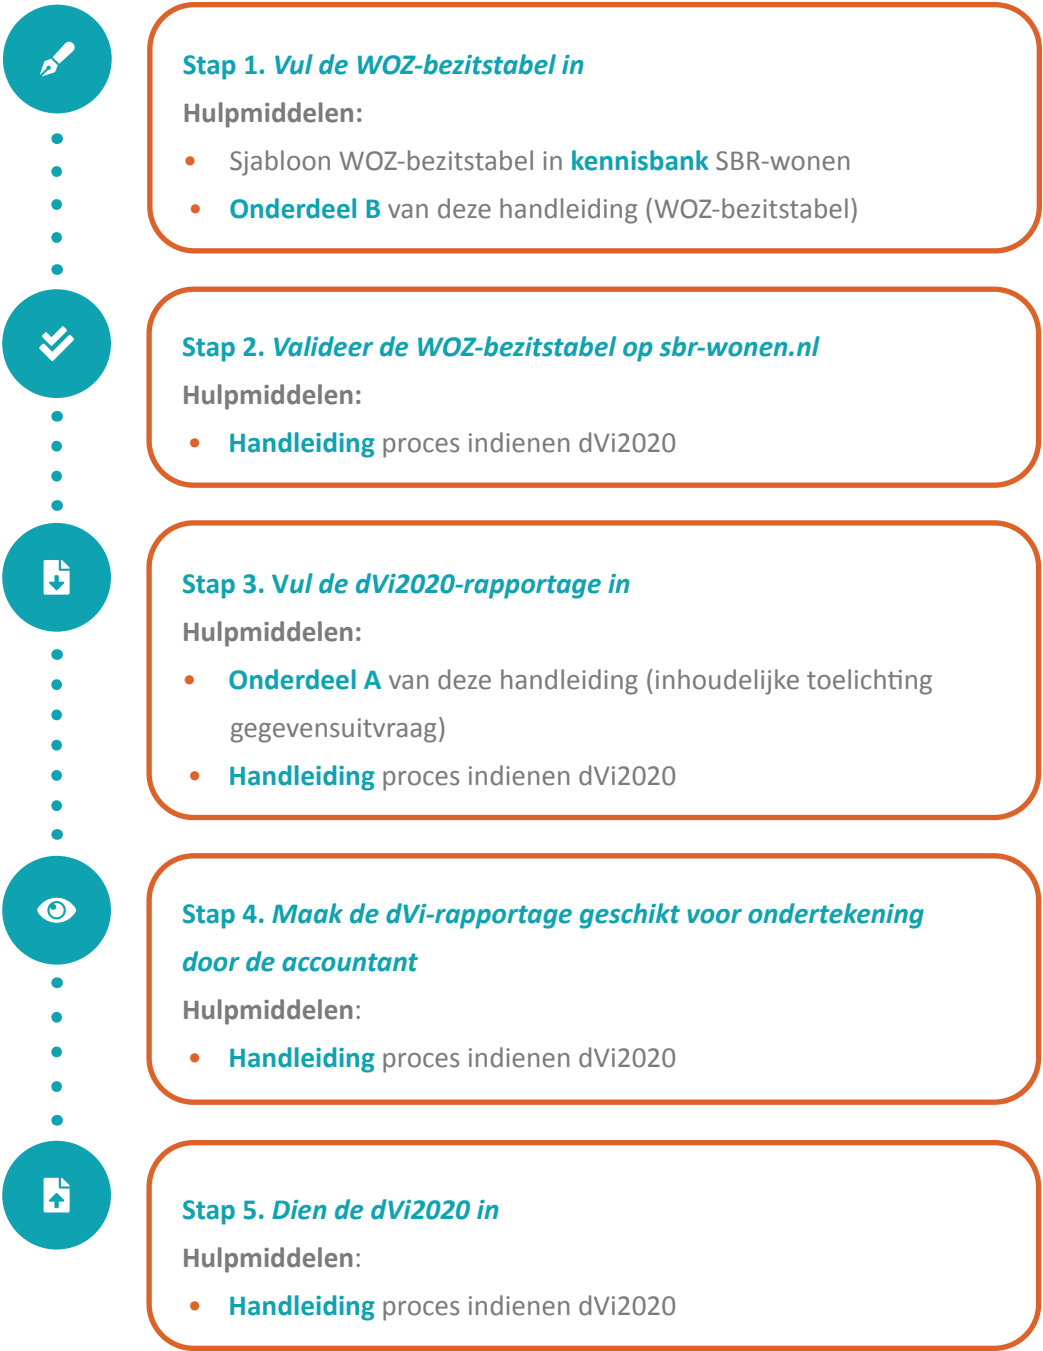 Stap 1. Vul de WOZ-bezitstabel in
Hulpmiddelen:
• Sjabloon WOZ-bezitstabel in kennisbank SBR-wonen
• Onderdeel B van deze handleiding (WOZ-bezitstabel)
Stap 2. Valideer de WOZ-bezitstabel op sbr-wonen.nl
Hulpmiddelen:
• Handleiding proces indienen dVi2020
Stap 3. Vul de dVi2020-rapportage in
Hulpmiddelen:
• Onderdeel A van deze handleiding (inhoudelijke toelichting
gegevensuitvraag)
• Handleiding proces indienen dVi2020
Stap 4. Maak de dVi-rapportage geschikt voor ondertekening
door de accountant
Hulpmiddelen:
• Handleiding proces indienen dVi2020
Stap 5. Dien de dVi2020 in
Hulpmiddelen:
• Handleiding proces indienen dVi2020